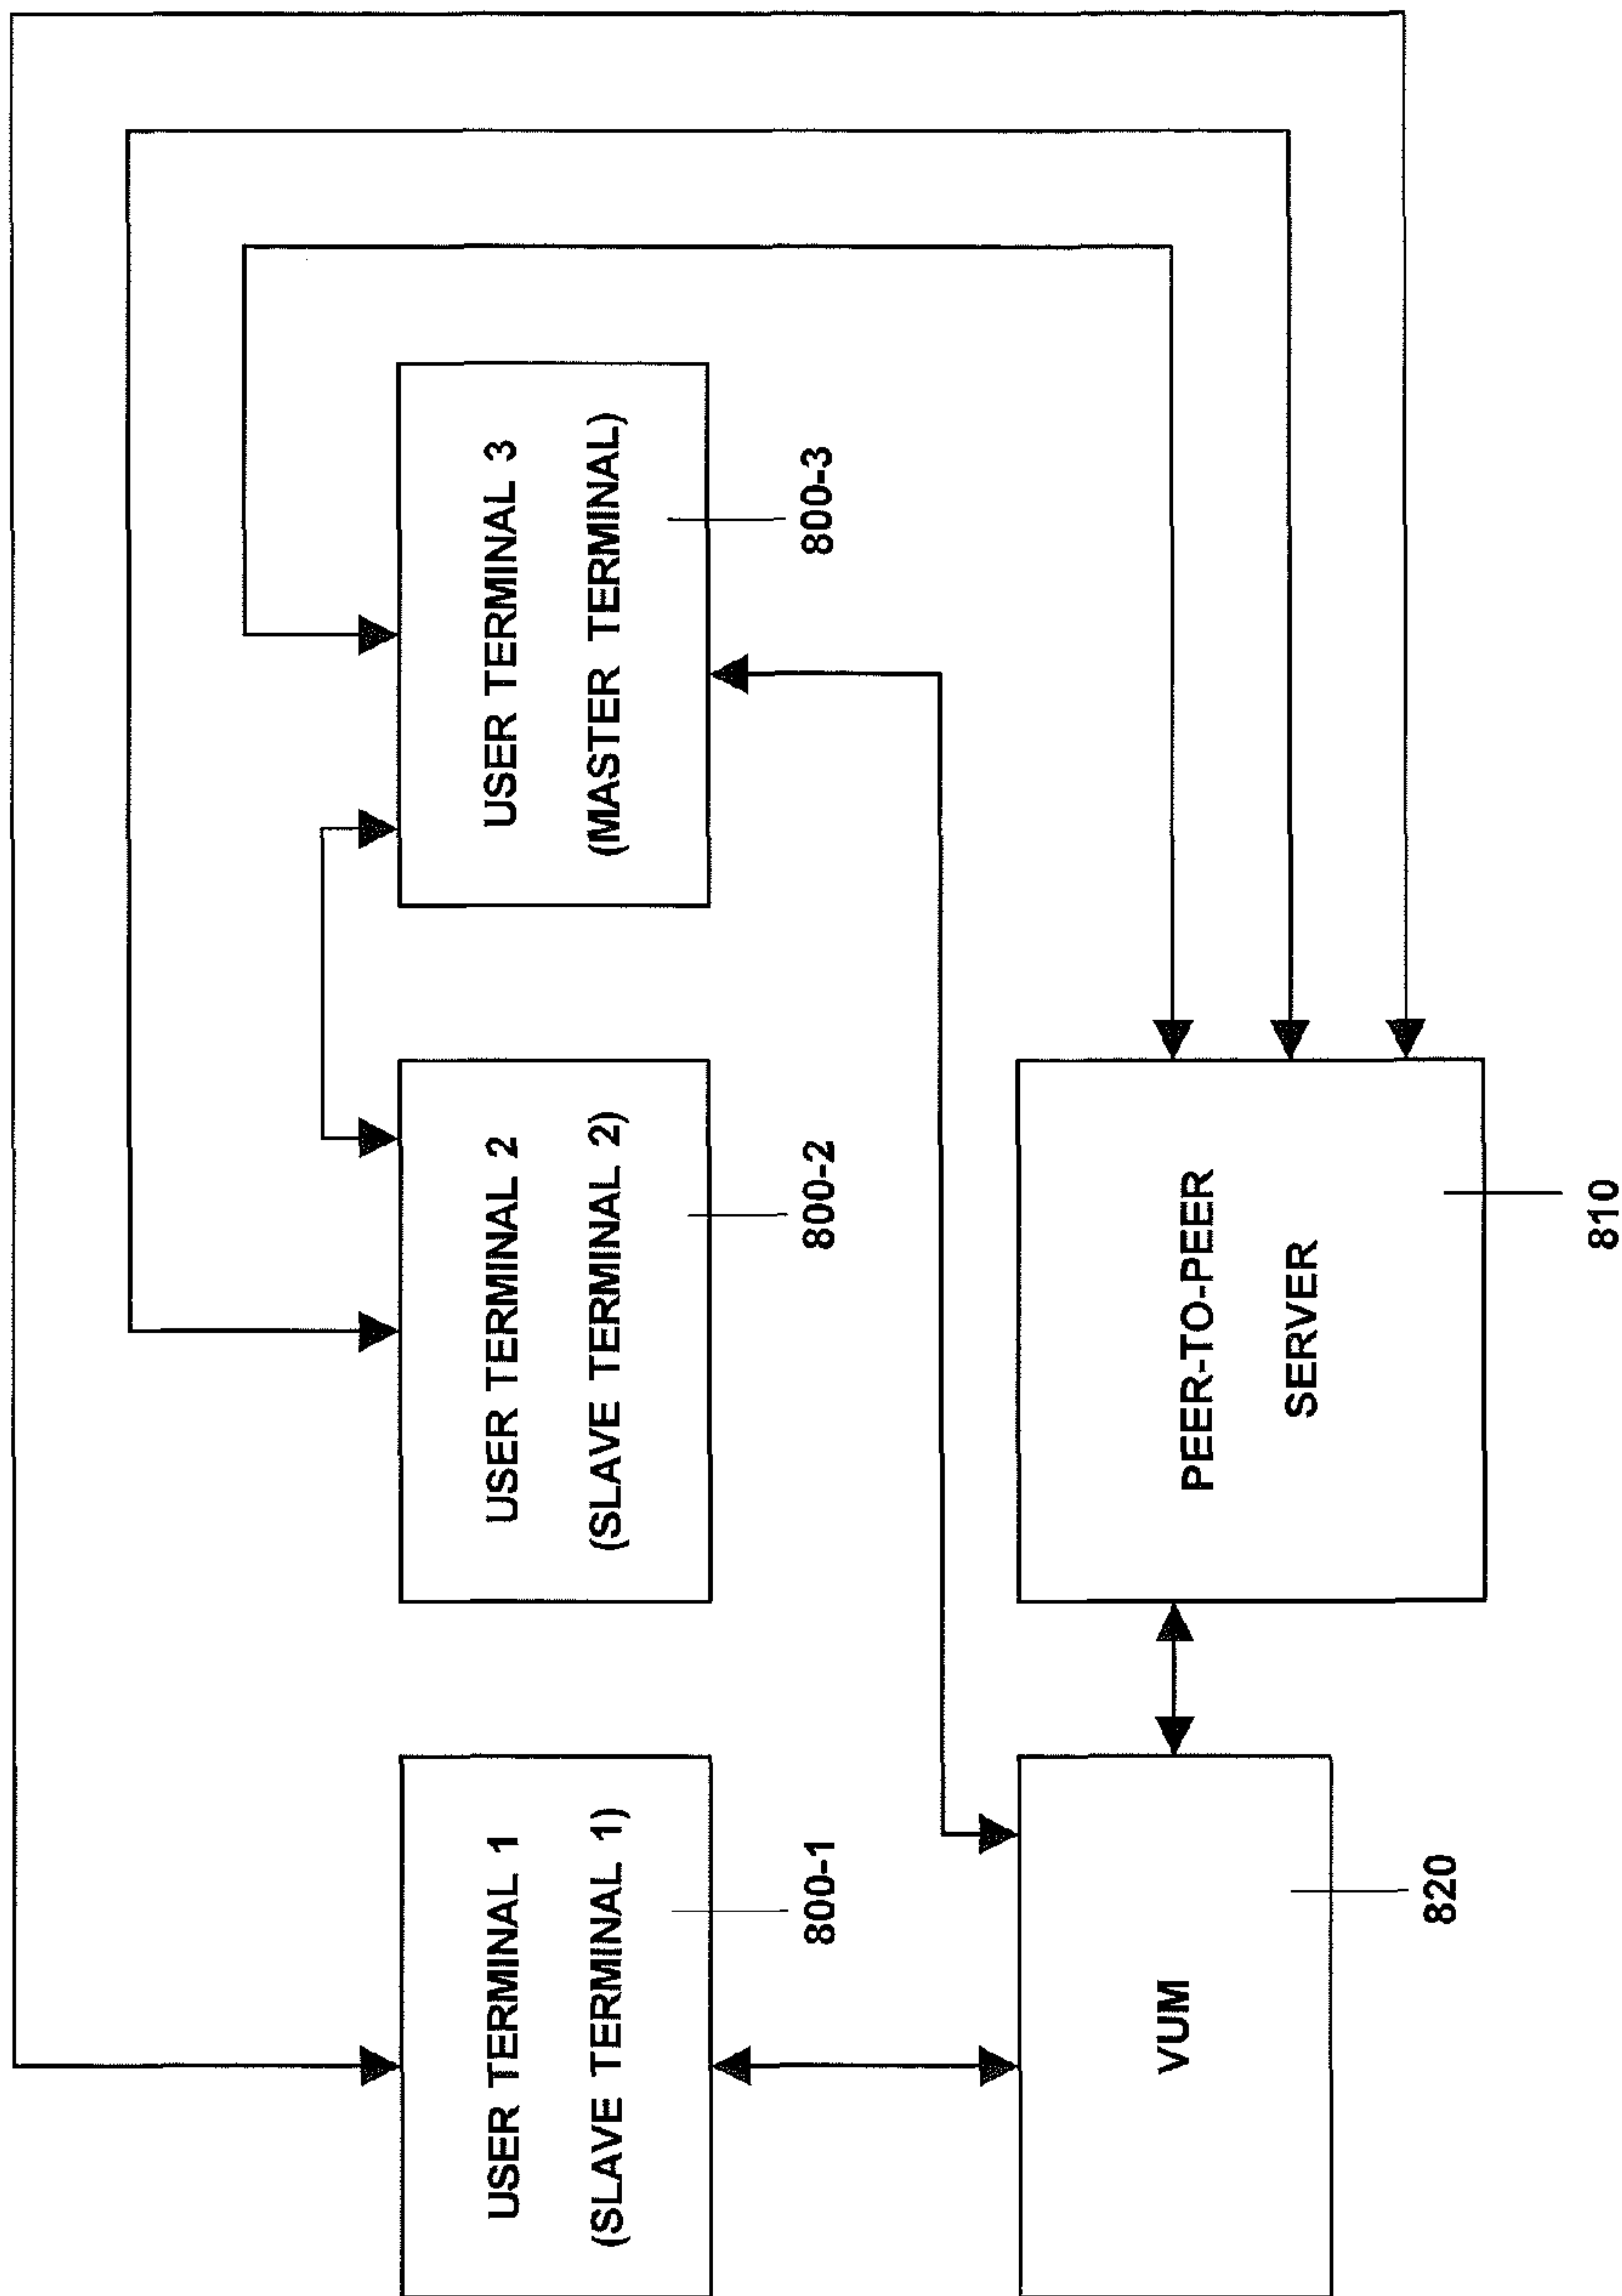 USER TERMINAL 1
(SLAVE TERMINAL 1)
800-1
USER TERMINAL 2
(SLAVE TERMINAL 2)
800-2
USER TERMINAL 3
(MASTER TERMINAL)
800-3
VUM
820
PEER-TO-PEER
SERVER
810